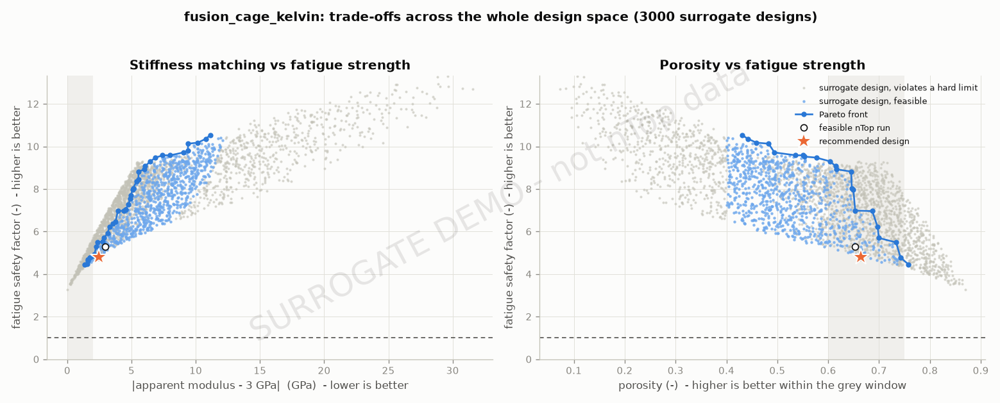 fusion_cage_kelvin: trade-offs across the whole design space (3000 surrogate designs)
Stiffness matching vs fatigue strength
fatigue safety factor (-)  - higher is better
12
10
8
6
4
2
0
0 5 10 15 20 25 30
|apparent modulus - 3 GPa|  (GPa)  - lower is better
Porosity vs fatigue strength
surrogate design, violates a hard limit
surrogate design, feasible
Pareto front
feasible nTop run
recommended design
fatigue safety factor (-)  - higher is better
12
10
8
6
4
2
0
0.1 0.2 0.3 0.4 0.5 0.6 0.7 0.8 0.9
porosity (-)  - higher is better within the grey window
SURROGATE DEMO - not nTop data